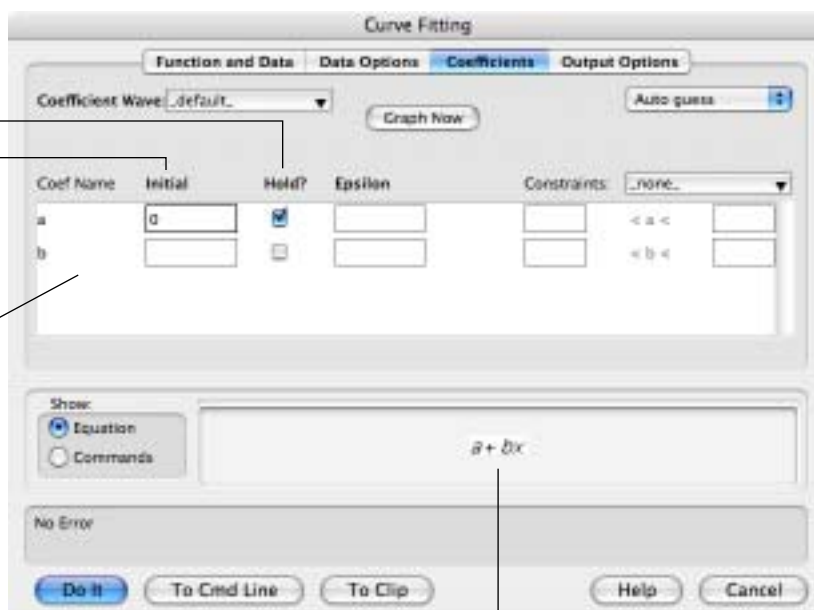 Curve Fitting
Function and Data Data Options Coefficients Output Options
Coefficient Wave: _default_ Graph Now Auto guess
Coef Name Initial Hold? Epsilon Constraints: _none_
a 0 < a <
b < b <
Show:
Equation
Commands
a + bx
No Error
Do It To Cmd Line To Clip Help Cancel